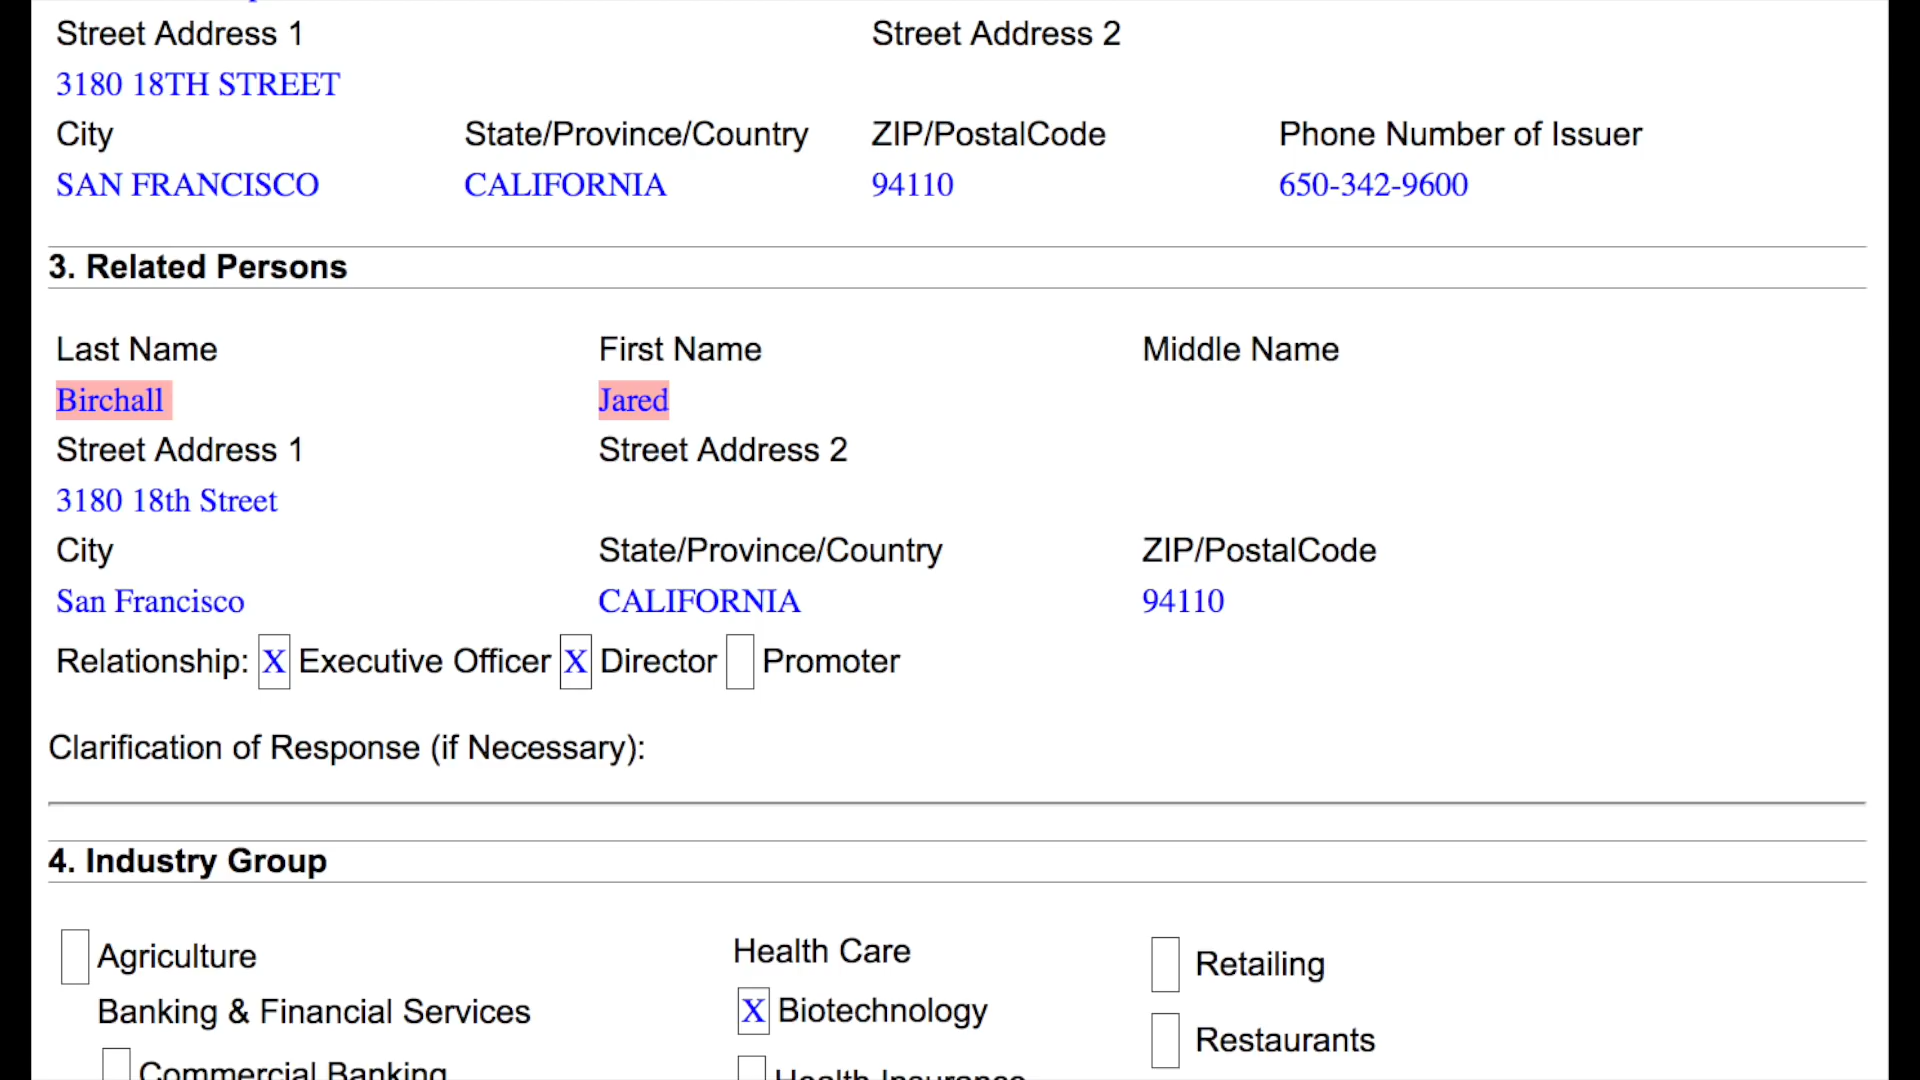 Street Address 1 Street Address 2
3180 18TH STREET
City State/Province/Country ZIP/PostalCode Phone Number of Issuer
SAN FRANCISCO CALIFORNIA 94110 650-342-9600
3. Related Persons
Last Name First Name Middle Name
Birchall Jared
Street Address 1 Street Address 2
3180 18th Street
City State/Province/Country ZIP/PostalCode
San Francisco CALIFORNIA 94110
Relationship: X Executive Officer X Director Promoter
Clarification of Response (if Necessary):
4. Industry Group
Agriculture Health Care Retailing
Banking & Financial Services X Biotechnology Restaurants
Commercial Banking Health Insurance